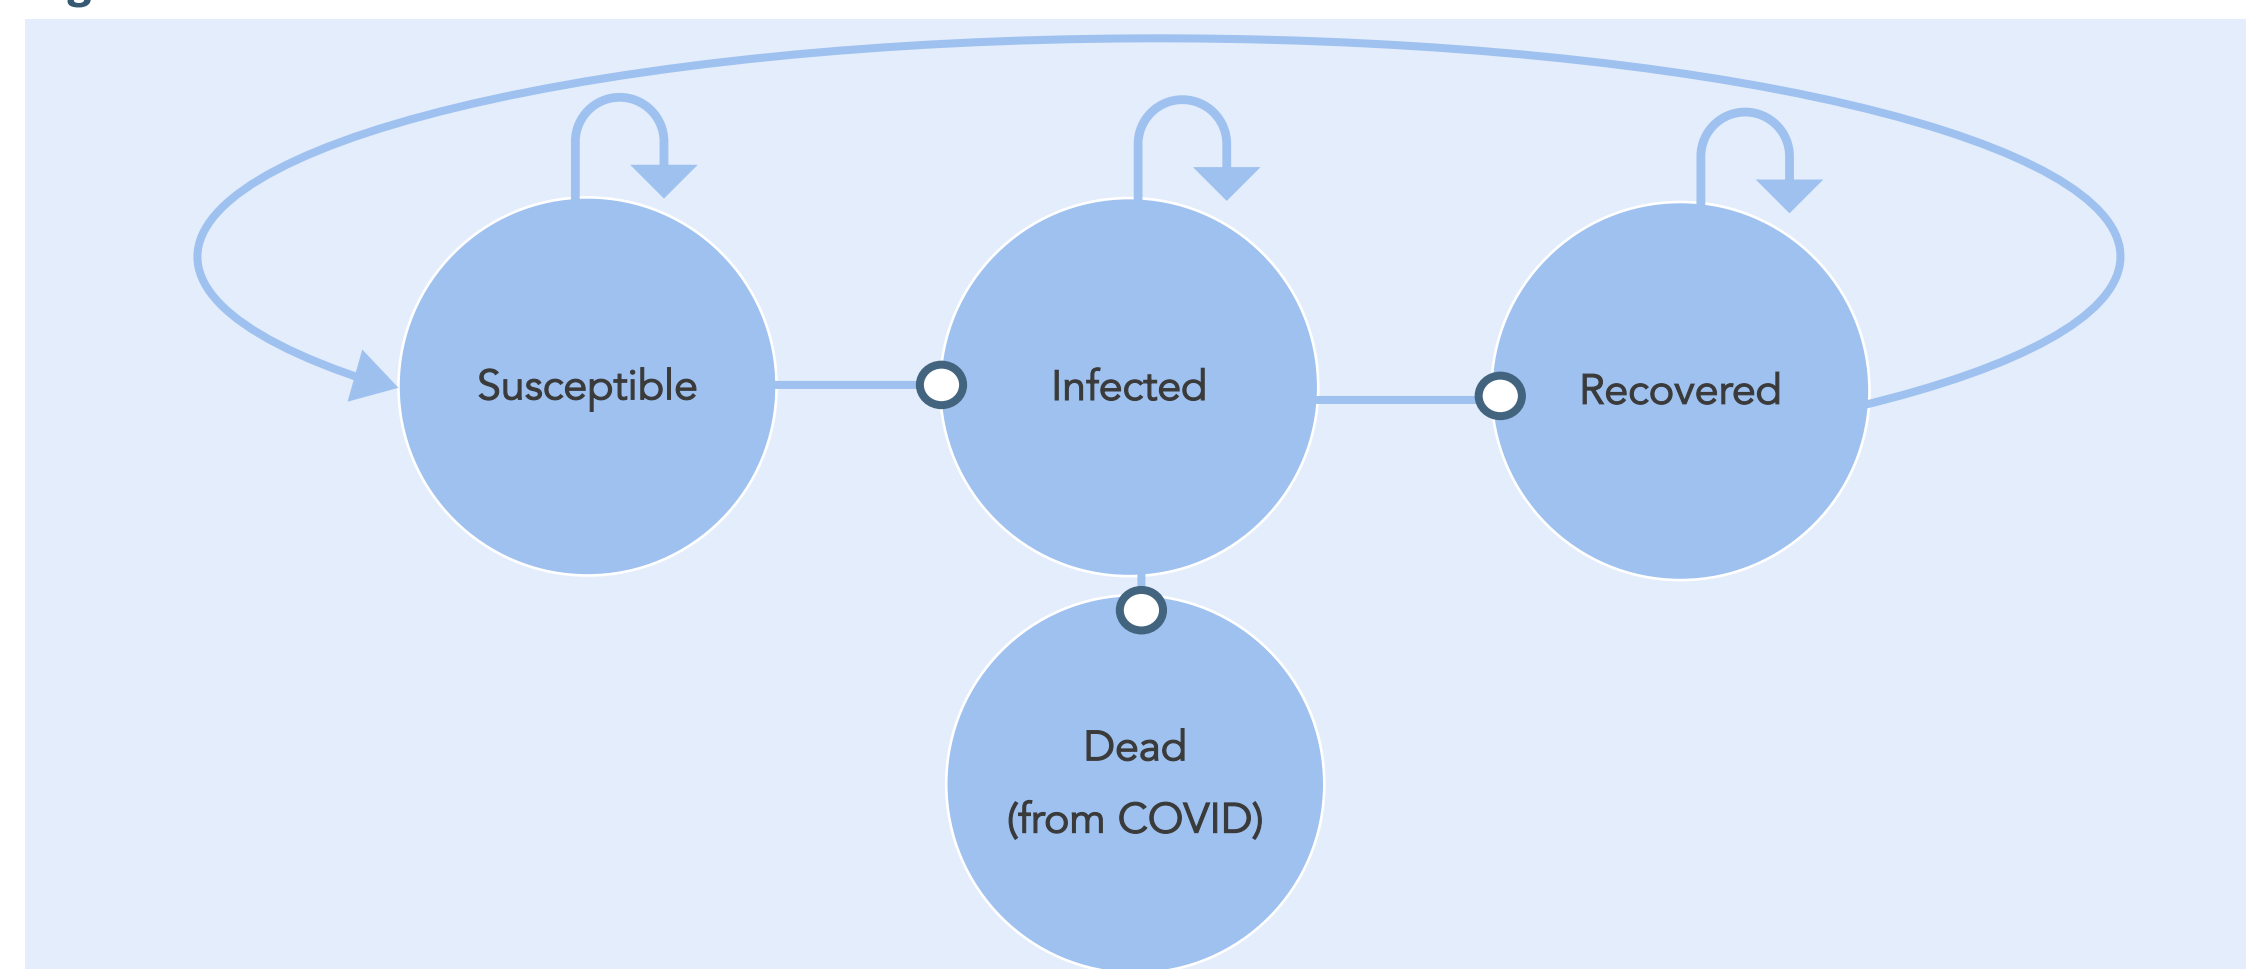 Susceptible
Infected
Recovered
Dead
(from COVID)